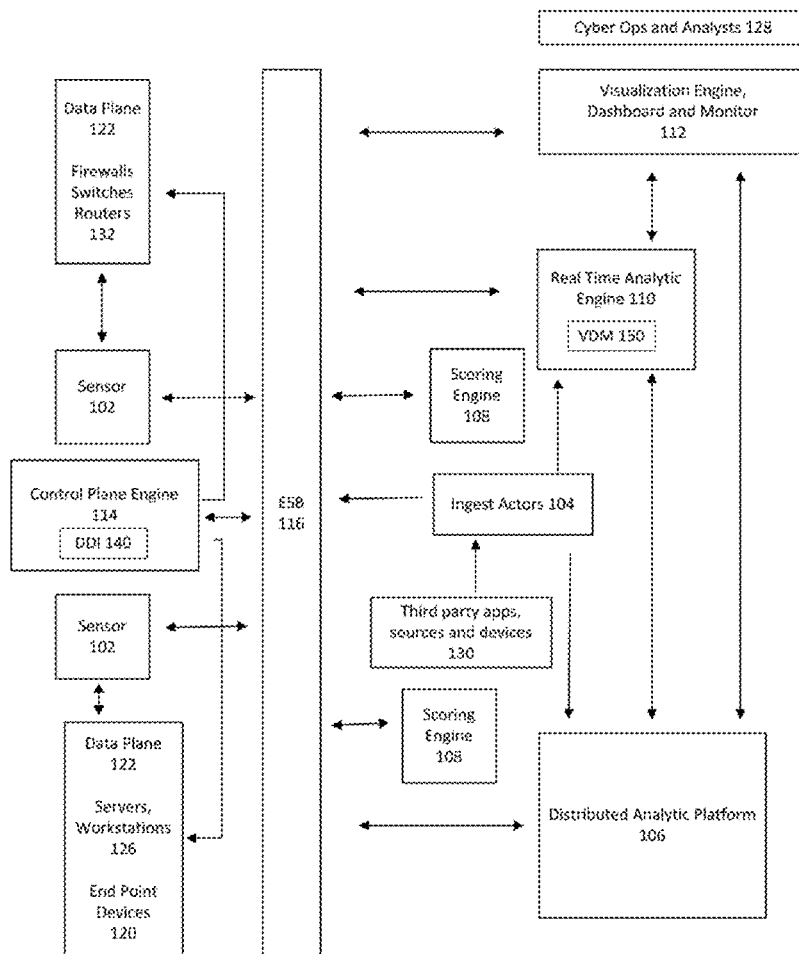 Cyber Ops and Analysts 128
Data Plane
122
Firewalls
Switches
Routers
132
Visualization Engine,
Dashboard and Monitor
112
Real Time Analytic
Engine 110
VDM 150
Sensor
102
Scoring
Engine
108
Control Plane Engine
114
DDI 140
ESB
116
Ingest Actors 104
Third party apps,
sources and devices
130
Sensor
102
Scoring
Engine
108
Data Plane
122
Servers,
Workstations
126
End Point
Devices
120
Distributed Analytic Platform
106